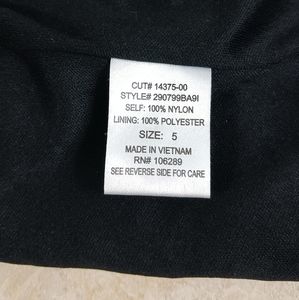 CUT# 14375-00
STYLE# 290799BA9I
SELF: 100% NYLON
LINING: 100% POLYESTER
SIZE: 5
MADE IN VIETNAM
RN# 106289
SEE REVERSE SIDE FOR CARE